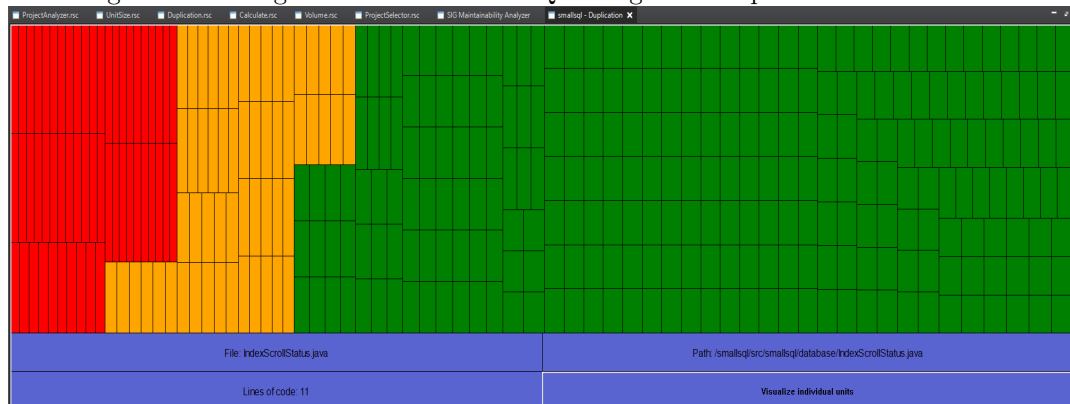 ProjectAnalyzer.rsc UnitSize.rsc Duplication.rsc Calculate.rsc Volume.rsc ProjectSelector.rsc SIG Maintainability Analyzer smallsql - Duplication
File: IndexScrollStatus.java Path: /smallsql/src/smallsql/database/IndexScrollStatus.java
Lines of code: 11 Visualize individual units